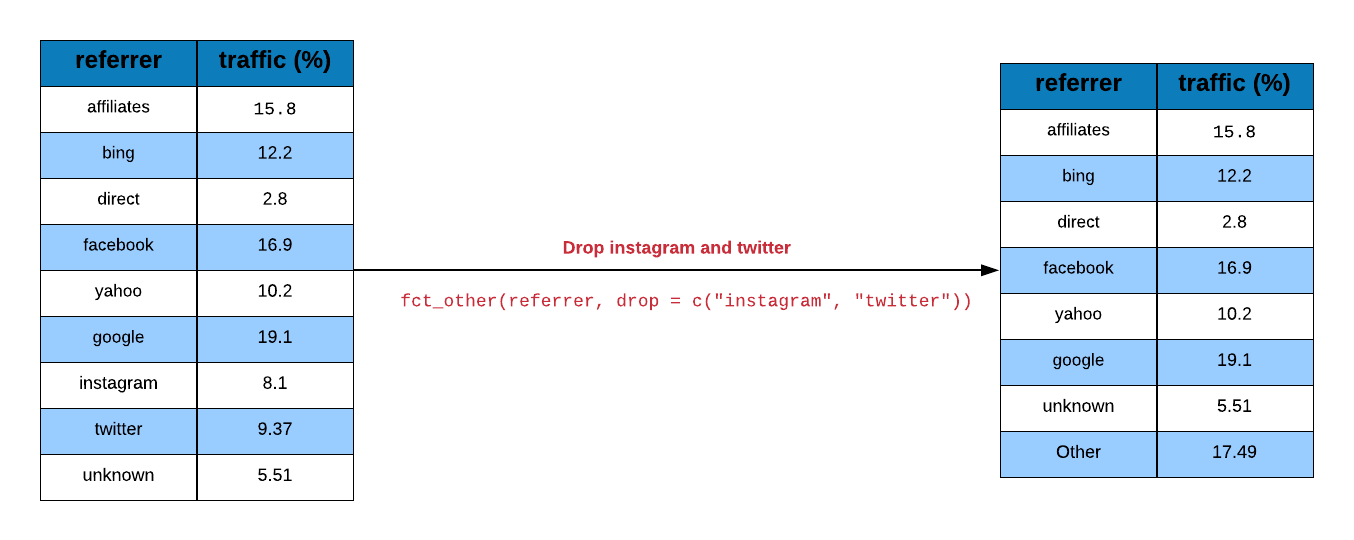 referrer traffic (%)
affiliates 15.8
bing 12.2
direct 2.8
facebook 16.9
yahoo 10.2
google 19.1
instagram 8.1
twitter 9.37
unknown 5.51
Drop instagram and twitter
fct_other(referrer, drop = c("instagram", "twitter"))
referrer traffic (%)
affiliates 15.8
bing 12.2
direct 2.8
facebook 16.9
yahoo 10.2
google 19.1
unknown 5.51
Other 17.49